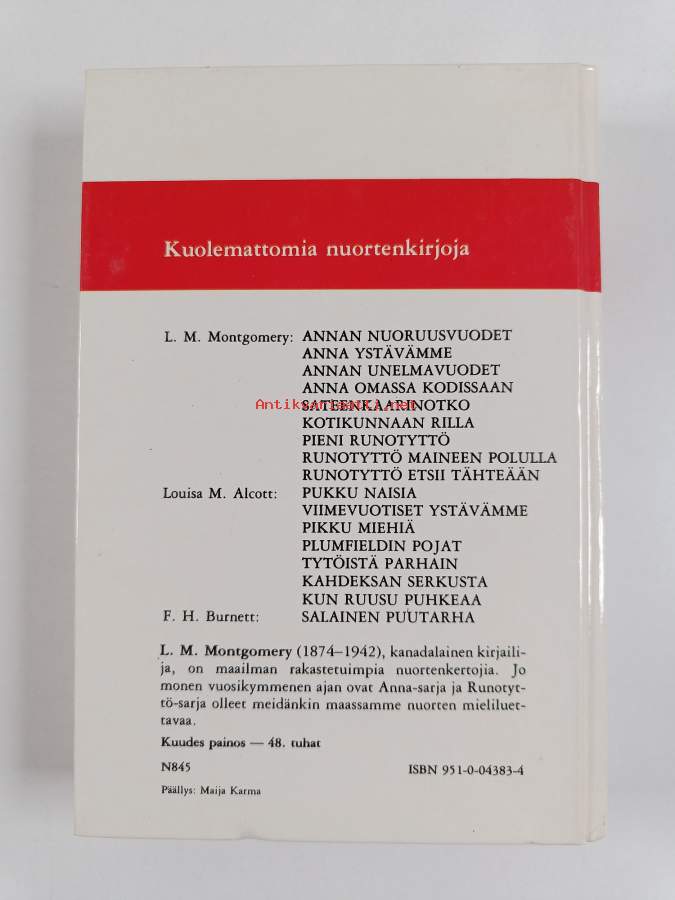 Kuolemattomia nuortenkirjoja
L. M. Montgomery: ANNAN NUORUUSVUODET
ANNA YSTÄVÄMME
ANNAN UNELMAVUODET
ANNA OMASSA KODISSAAN
Antikvariaatti.net
SATEENKAARINOTKO
KOTIKUNNAAN RILLA
PIENI RUNOTYTTÖ
RUNOTYTTÖ MAINEEN POLULLA
RUNOTYTTÖ ETSII TÄHTEÄÄN
Louisa M. Alcott: PUKKU NAISIA
VIIMEVUOTISET YSTÄVÄMME
PIKKU MIEHIÄ
PLUMFIELDIN POJAT
TYTÖISTÄ PARHAIN
KAHDEKSAN SERKUSTA
KUN RUUSU PUHKEAA
F. H. Burnett: SALAINEN PUUTARHA
L. M. Montgomery (1874–1942), kanadalainen kirjaili-
ja, on maailman rakastetuimpia nuortenkertojia. Jo
monen vuosikymmenen ajan ovat Anna-sarja ja Runotyt-
tö-sarja olleet meidänkin maassamme nuorten mieliluet-
tavaa.
Kuudes painos — 48. tuhat
N845 ISBN 951-0-04383-4
Päällys: Maija Karma